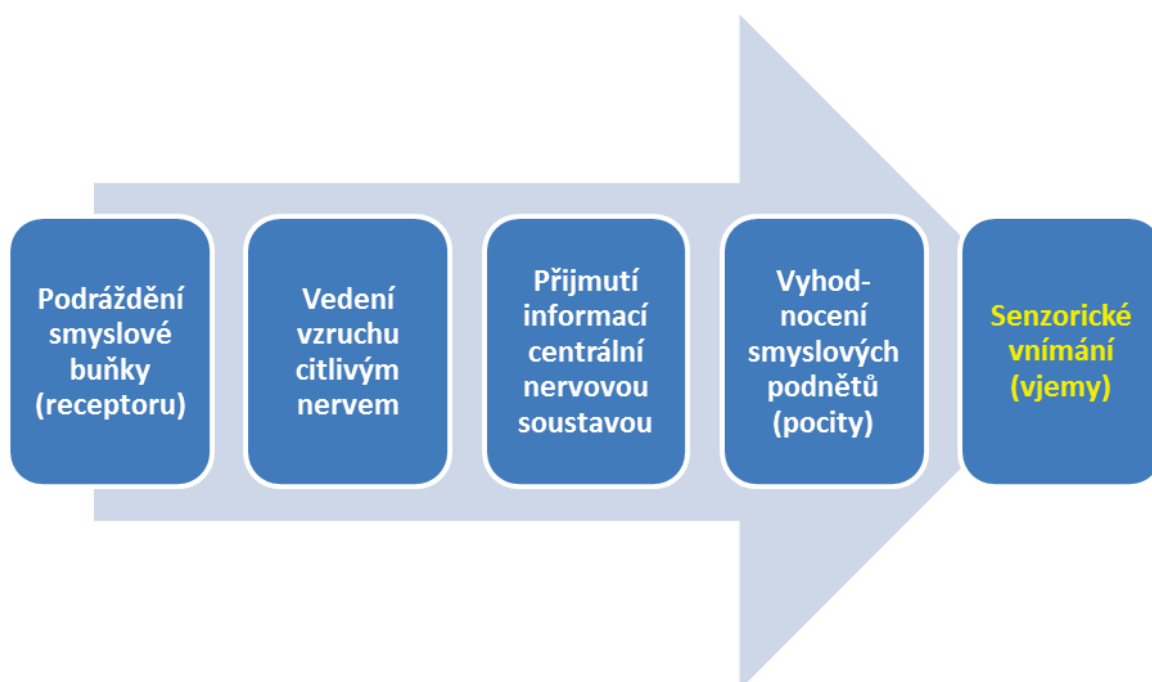 Podráždění
smyslové
buňky
(receptoru)
Vedení
vzruchu
citlivým
nervem
Přijmutí
informací
centrální
nervovou
soustavou
Vyhod-
nocení
smyslových
podnětů
(pocity)
Senzorické
vnímání
(vjemy)